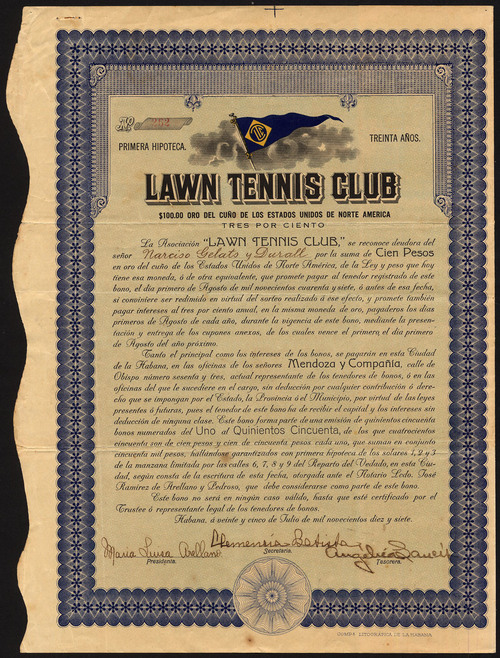 No. 252
LTC
PRIMERA HIPOTECA.
TREINTA AÑOS.
LAWN TENNIS CLUB
$100.00 ORO DEL CUÑO DE LOS ESTADOS UNIDOS DE NORTE AMERICA
TRES POR CIENTO
La Asociación "LAWN TENNIS CLUB," se reconoce deudora del
señor Narciso Gelats y Durall por la suma de Cien Pesos
en oro del cuño de los Estados Unidos de Norte América, de la Ley y peso que hoy
tiene esa moneda, ó de otra equivalente, que promete pagar al tenedor registrado de este
bono, el dia primero de Agosto de mil novecientos cuarenta y siete, ó antes de esa fecha,
si conviniere ser redimido en virtud del sorteo realizado á ese efecto, y promete también
pagar intereses al tres por ciento anual, en la misma moneda de oro, pagaderos los dias
primeros de Agosto de cada año, durante la vigencia de este bono, mediante la presen-
tación y entrega de los cupones anexos, de los cuales vence el primero, el dia primero
de Agosto del año próximo.
Tanto el principal como los intereses de los bonos, se pagarán en esta Ciudad
de la Habana, en las oficinas de los señores Mendoza y Compañía, calle de
Obispo número sesenta y tres, actual representante de los tenedores de bonos, ó en las
oficinas del que le sucediere en el cargo, sin deducción por cualquier contribución ó dere-
cho que se impongan por el Estado, la Provincia ó el Municipio, por virtud de las leyes
presentes ó futuras, pues el tenedor de este bono ha de recibir el capital y los intereses sin
deducción de ninguna clase. Este bono forma parte de una emisión de quinientos cincuenta
bonos numerados del Uno al Quinientos Cincuenta, de los que cuatrocientos
cincuenta son de cien pesos y cien de cincuenta pesos cada uno, que suman en conjunto
cincuenta mil pesos, hallándose garantizados con primera hipoteca de los solares 1, 2 y 3
de la manzana limitada por las calles 6, 7, 8 y 9 del Reparto del Vedado, en esta Ciu-
dad, según consta de la escritura de esta fecha, otorgada ante el Notario Ldo. José
Ramírez de Arellano y Pedroso, que debe considerarse como parte de este bono.
Este bono no será en ningún caso válido, hasta que esté certificado por el
Trustee ó representante legal de los tenedores de bonos.
Habana, á veinte y cinco de Julio de mil novecientos diez y siete.
Maria Luisa Arellano
Presidenta.
Clemencia Batista
Secretaria.
Tesorera.
COMPª LITOGRAFICA DE LA HABANA